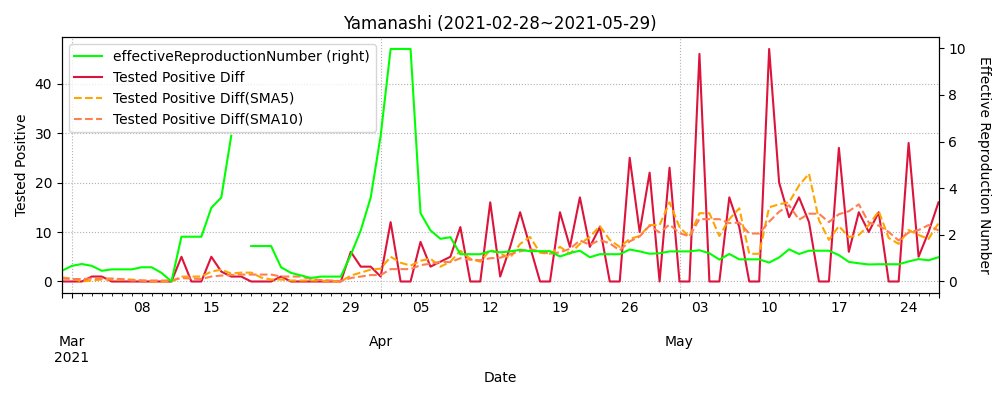 Yamanashi (2021-02-28~2021-05-29)
effectiveReproductionNumber (right)
Tested Positive Diff
Tested Positive Diff(SMA5)
Tested Positive Diff(SMA10)
Tested Positive
40
30
20
10
0
Effective Reproduction Number
10
8
6
4
2
0
08 15 22 29 05 12 19 26 03 10 17 24
Mar Apr May
2021
Date